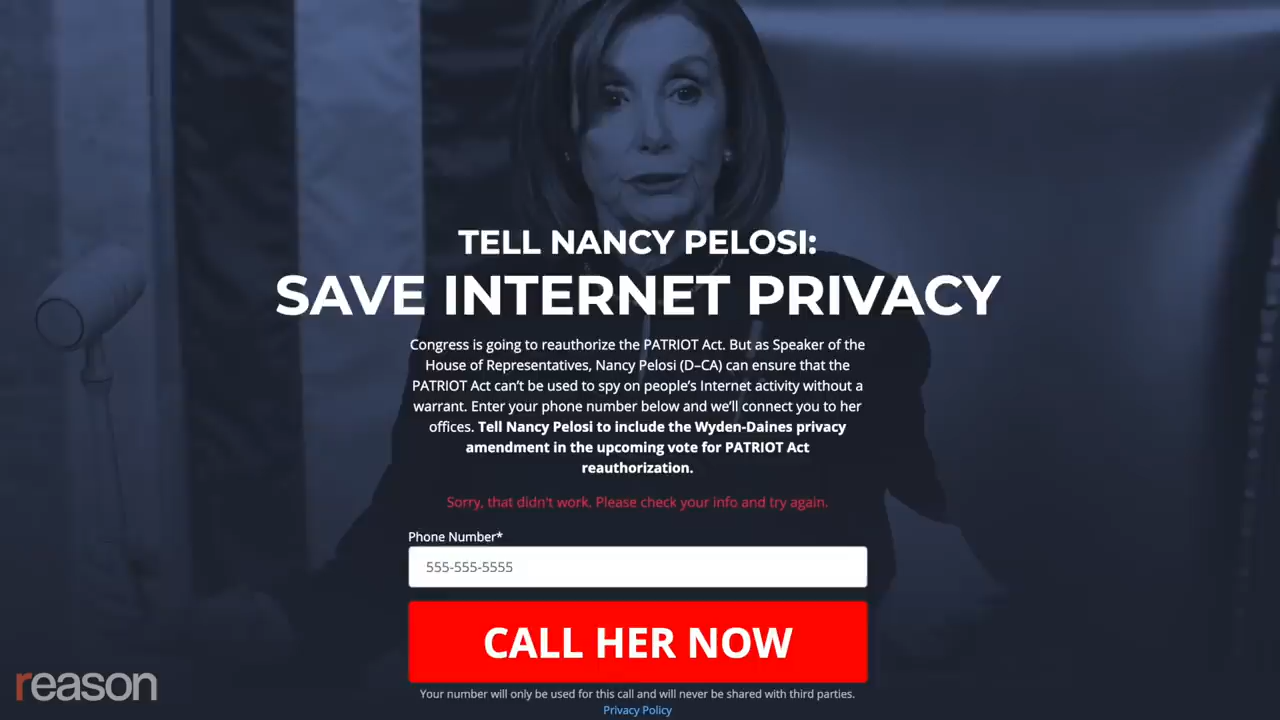 TELL NANCY PELOSI:
SAVE INTERNET PRIVACY
Congress is going to reauthorize the PATRIOT Act. But as Speaker of the
House of Representatives, Nancy Pelosi (D–CA) can ensure that the
PATRIOT Act can’t be used to spy on people’s Internet activity without a
warrant. Enter your phone number below and we’ll connect you to her
offices. Tell Nancy Pelosi to include the Wyden-Daines privacy
amendment in the upcoming vote for PATRIOT Act
reauthorization.
Sorry, that didn't work. Please check your info and try again.
Phone Number*
555-555-5555
CALL HER NOW
reason
Your number will only be used for this call and will never be shared with third parties.
Privacy Policy